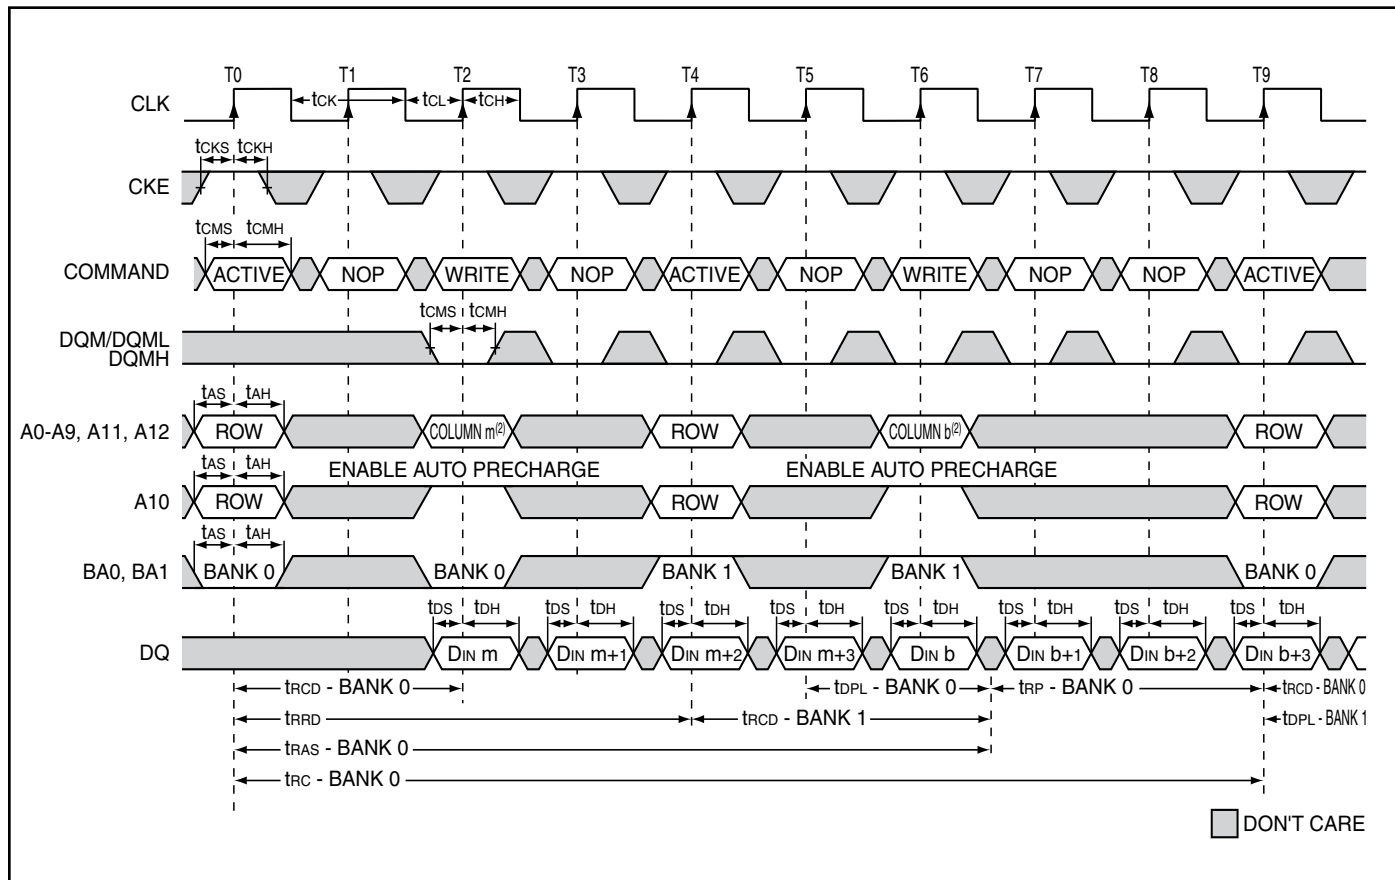 T0 T1 T2 T3 T4 T5 T6 T7 T8 T9
CLK tCK tCL tCH
tCKS tCKH
CKE
tCMS tCMH
COMMAND ACTIVE NOP WRITE NOP ACTIVE NOP WRITE NOP NOP ACTIVE
tCMS tCMH
DQM/DQML
DQMH
tAS tAH
A0-A9, A11, A12 ROW COLUMN m(2) ROW COLUMN b(2) ROW
tAS tAH ENABLE AUTO PRECHARGE ENABLE AUTO PRECHARGE
A10 ROW ROW ROW
tAS tAH
BA0, BA1 BANK 0 BANK 0 BANK 1 BANK 1 BANK 0
tDS tDH tDS tDH tDS tDH tDS tDH tDS tDH tDS tDH tDS tDH tDS tDH
DQ DIN m DIN m+1 DIN m+2 DIN m+3 DIN b DIN b+1 DIN b+2 DIN b+3
tRCD - BANK 0 tDPL - BANK 0 tRP - BANK 0 tRCD - BANK 0
tRRD tRCD - BANK 1 tDPL - BANK 1
tRAS - BANK 0
tRC - BANK 0
DON'T CARE